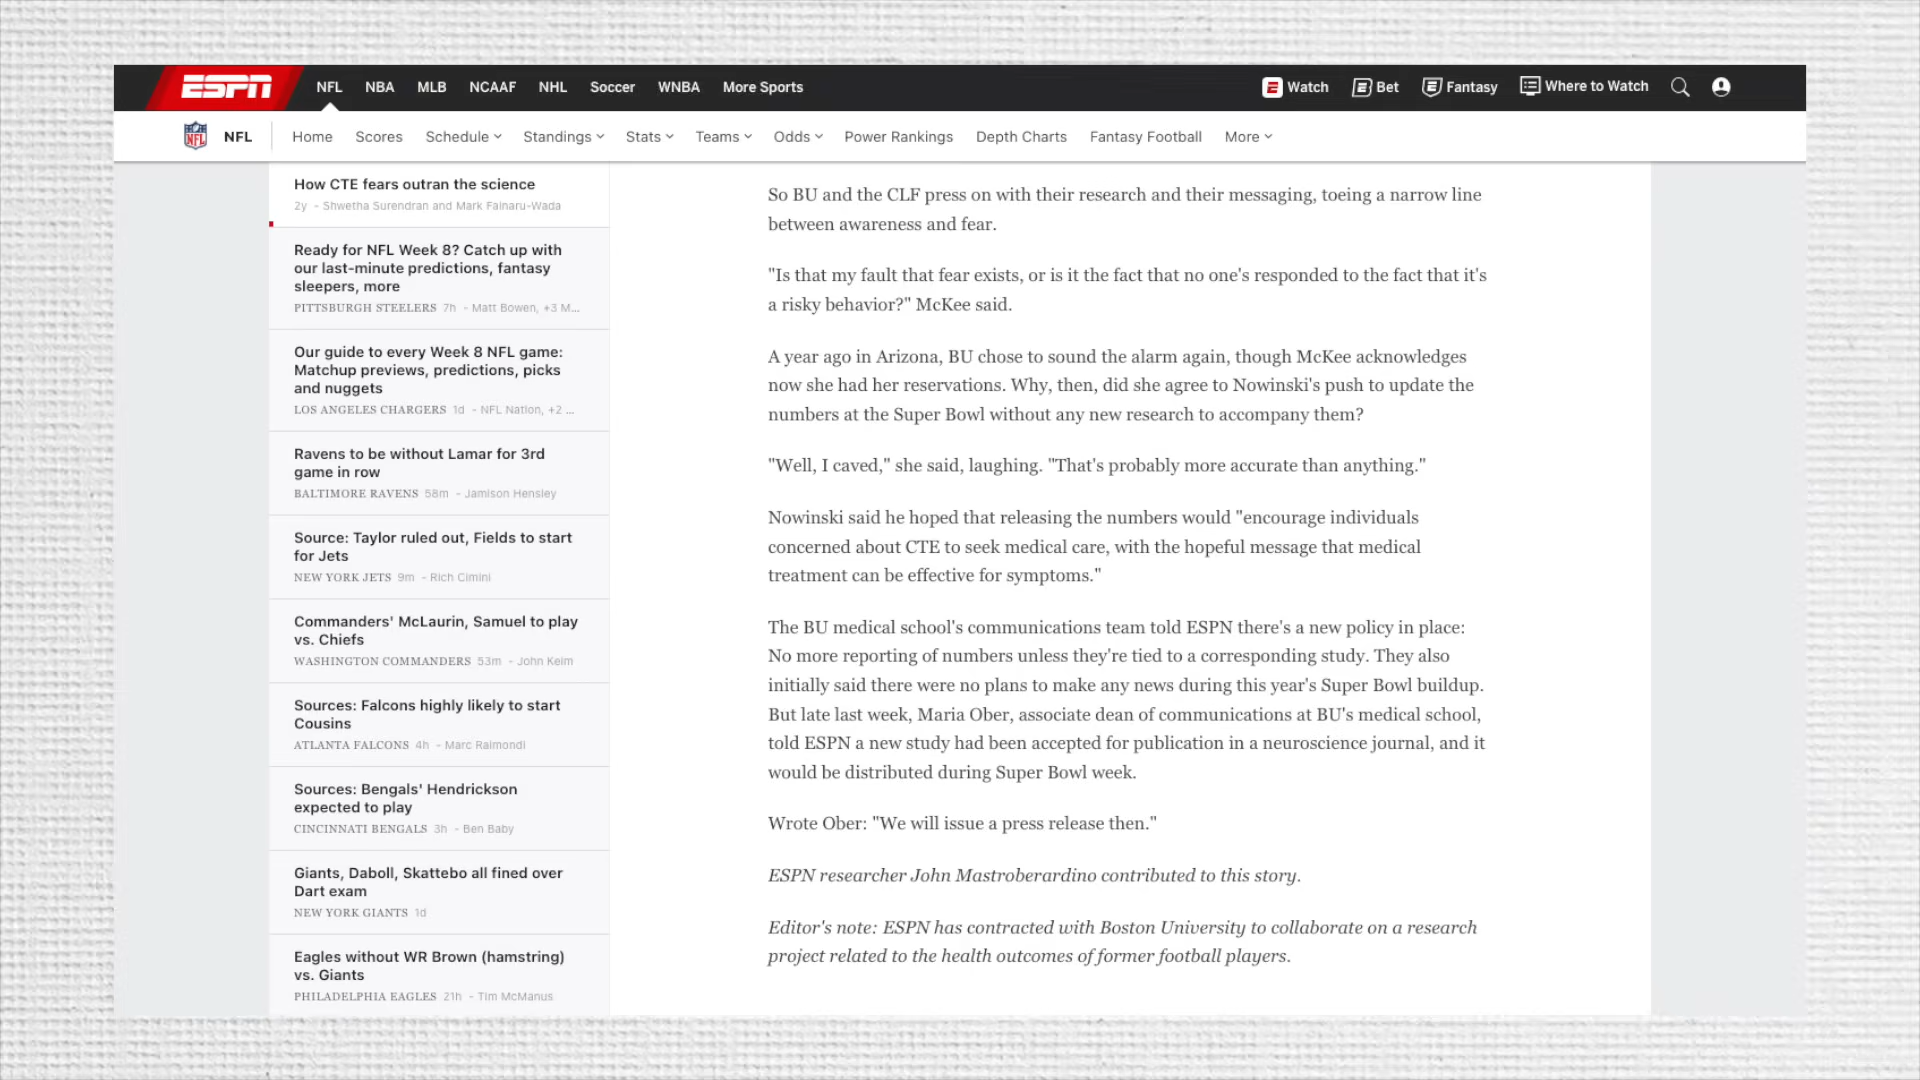 ESPN NFL NBA MLB NCAAF NHL Soccer WNBA More Sports Watch Bet Fantasy Where to Watch
NFL Home Scores Schedule Standings Stats Teams Odds Power Rankings Depth Charts Fantasy Football More
How CTE fears outran the science
2y - Shwetha Surendran and Mark Fainaru-Wada
Ready for NFL Week 8? Catch up with
our last-minute predictions, fantasy
sleepers, more
PITTSBURGH STEELERS 7h - Matt Bowen, +3 M...
Our guide to every Week 8 NFL game:
Matchup previews, predictions, picks
and nuggets
LOS ANGELES CHARGERS 1d - NFL Nation, +2 ...
Ravens to be without Lamar for 3rd
game in row
BALTIMORE RAVENS 58m - Jamison Hensley
Source: Taylor ruled out, Fields to start
for Jets
NEW YORK JETS 9m - Rich Cimini
Commanders' McLaurin, Samuel to play
vs. Chiefs
WASHINGTON COMMANDERS 53m - John Keim
Sources: Falcons highly likely to start
Cousins
ATLANTA FALCONS 4h - Marc Raimondi
Sources: Bengals' Hendrickson
expected to play
CINCINNATI BENGALS 3h - Ben Baby
Giants, Daboll, Skattebo all fined over
Dart exam
NEW YORK GIANTS 1d
Eagles without WR Brown (hamstring)
vs. Giants
PHILADELPHIA EAGLES 21h - Tim McManus
So BU and the CLF press on with their research and their messaging, toeing a narrow line
between awareness and fear.
"Is that my fault that fear exists, or is it the fact that no one's responded to the fact that it's
a risky behavior?" McKee said.
A year ago in Arizona, BU chose to sound the alarm again, though McKee acknowledges
now she had her reservations. Why, then, did she agree to Nowinski's push to update the
numbers at the Super Bowl without any new research to accompany them?
"Well, I caved," she said, laughing. "That's probably more accurate than anything."
Nowinski said he hoped that releasing the numbers would "encourage individuals
concerned about CTE to seek medical care, with the hopeful message that medical
treatment can be effective for symptoms."
The BU medical school's communications team told ESPN there's a new policy in place:
No more reporting of numbers unless they're tied to a corresponding study. They also
initially said there were no plans to make any news during this year's Super Bowl buildup.
But late last week, Maria Ober, associate dean of communications at BU's medical school,
told ESPN a new study had been accepted for publication in a neuroscience journal, and it
would be distributed during Super Bowl week.
Wrote Ober: "We will issue a press release then."
ESPN researcher John Mastroberardino contributed to this story.
Editor's note: ESPN has contracted with Boston University to collaborate on a research
project related to the health outcomes of former football players.